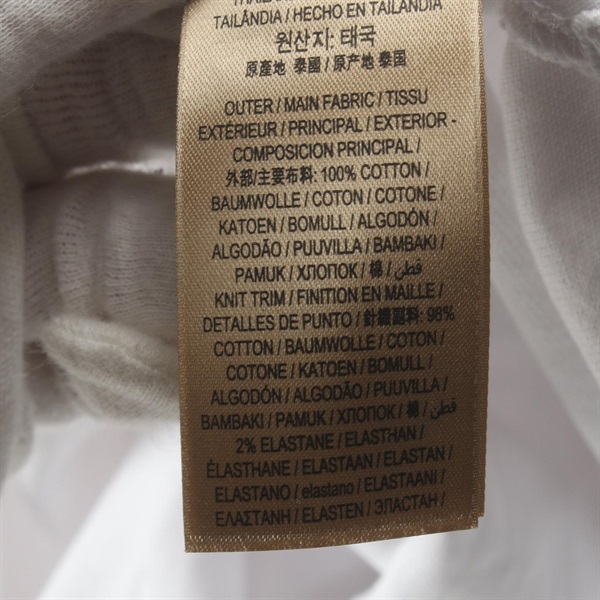 TAILÂNDIA / HECHO EN TAILANDIA
원산지: 태국
原產地 泰國 / 原产地 泰国
OUTER / MAIN FABRIC / TISSU
EXTÉRIEUR / PRINCIPAL / EXTERIOR -
COMPOSICION PRINCIPAL /
外部/主要布料: 100% COTTON /
BAUMWOLLE / COTON / COTONE /
KATOEN / BOMULL / ALGODÓN /
ALGODÃO / PUUVILLA / BAMBAKI /
PAMUK / ХЛОПОК / 棉 / قطن
KNIT TRIM / FINITION EN MAILLE /
DETALLES DE PUNTO / 針織面料: 98%
COTTON / BAUMWOLLE / COTON /
COTONE / KATOEN / BOMULL /
ALGODÓN / ALGODÃO / PUUVILLA /
BAMBAKI / PAMUK / ХЛОПОК / 棉 / قطن /
2% ELASTANE / ELASTHAN /
ÉLASTHANE / ELASTAAN / ELASTAN /
ELASTANO / elastano / ELASTAANI /
ΕΛΑΣΤΑΝΗ / ELASTEN / ЭЛАСТАН /